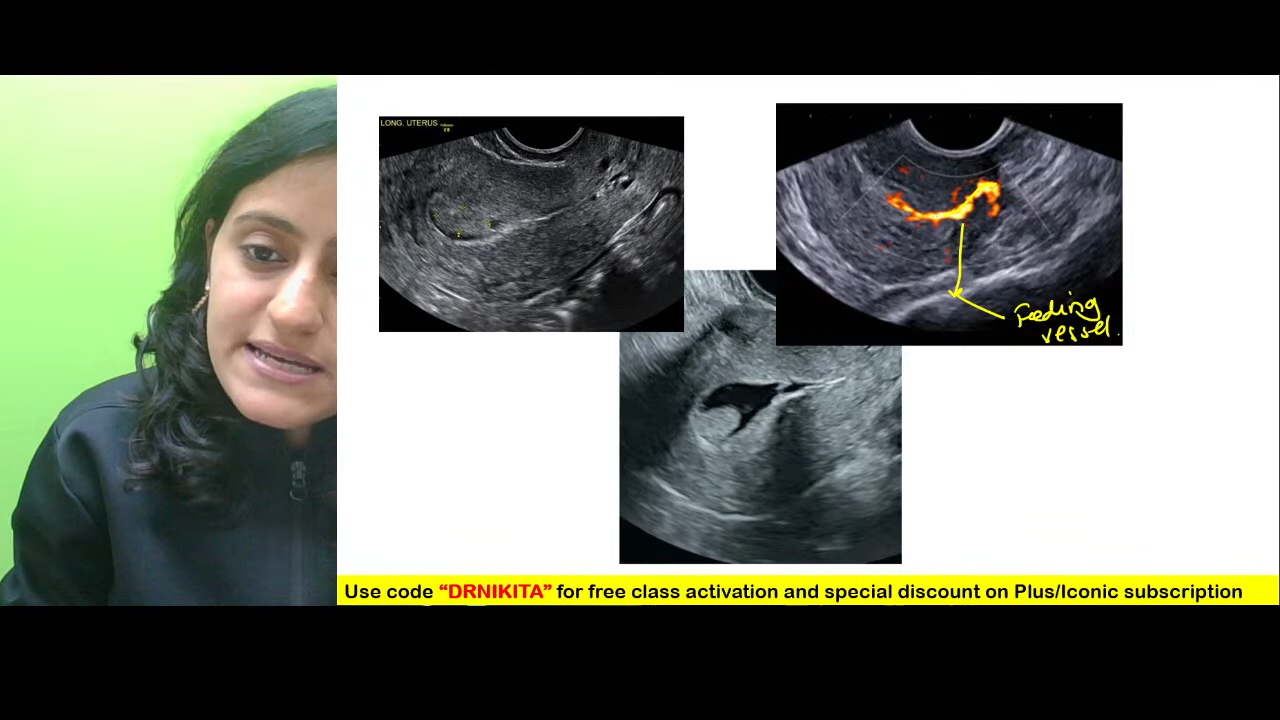 LONG. UTERUS
Feeding
vessel.
Use code “DRNIKITA” for free class activation and special discount on Plus/Iconic subscription